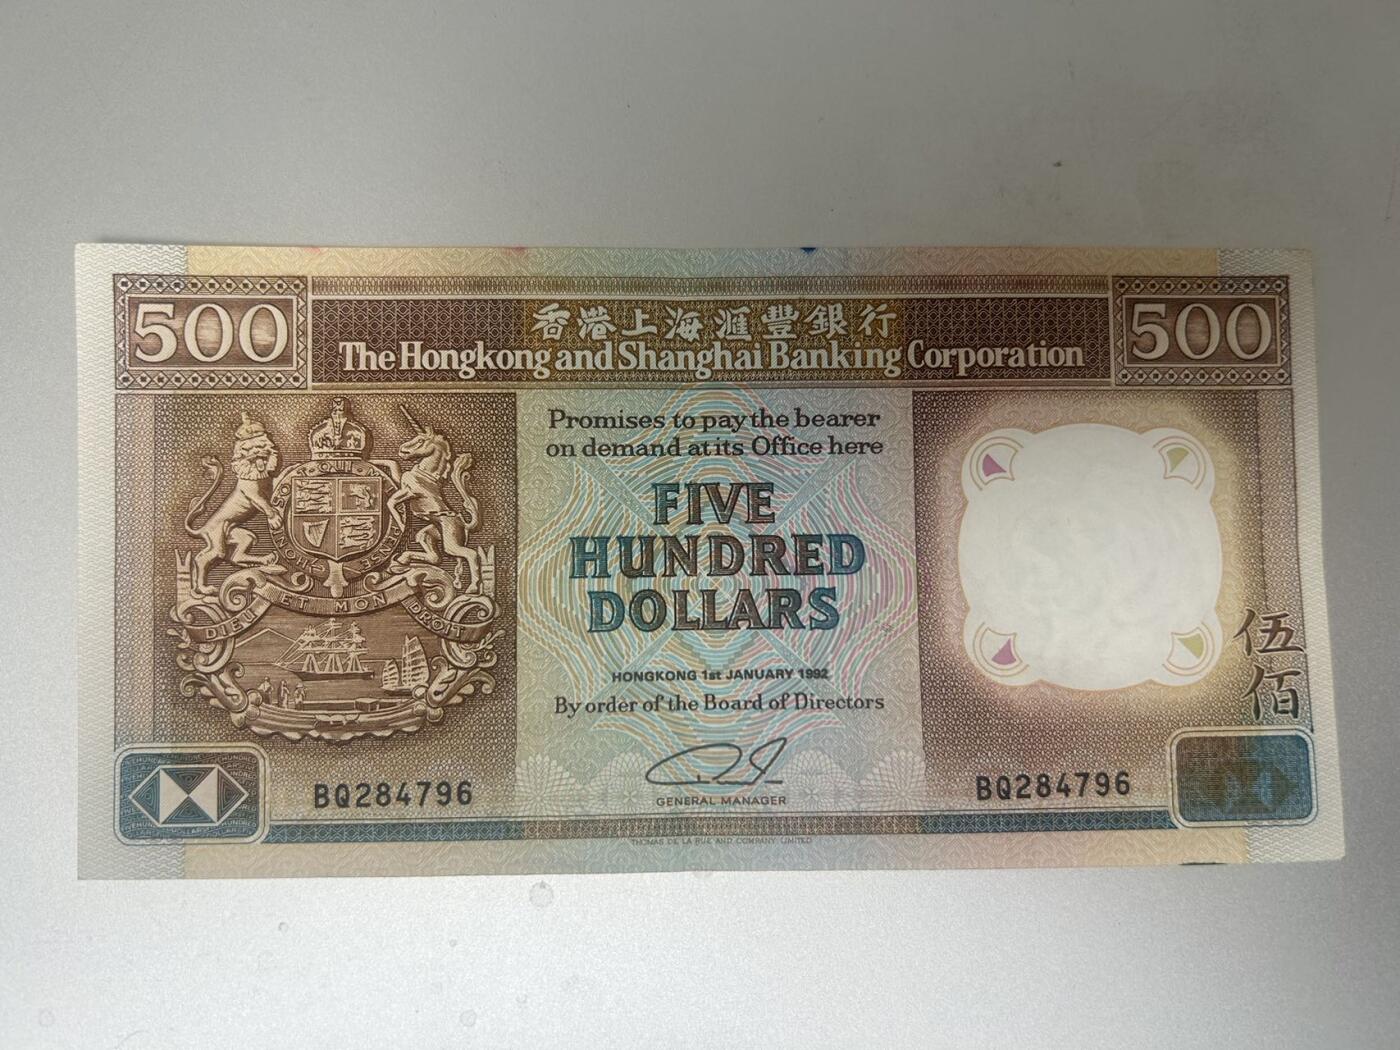 500
香港上海滙豐銀行
500
The Hongkong and Shanghai Banking Corporation
Promises to pay the bearer
on demand at its Office here
FIVE
HUNDRED
DOLLARS
DIEU ET MON DROIT
HONGKONG 1st JANUARY 1992
By order of the Board of Directors
伍佰
BQ284796
BQ284796
GENERAL MANAGER
THOMAS DE LA RUE AND COMPANY LIMITED